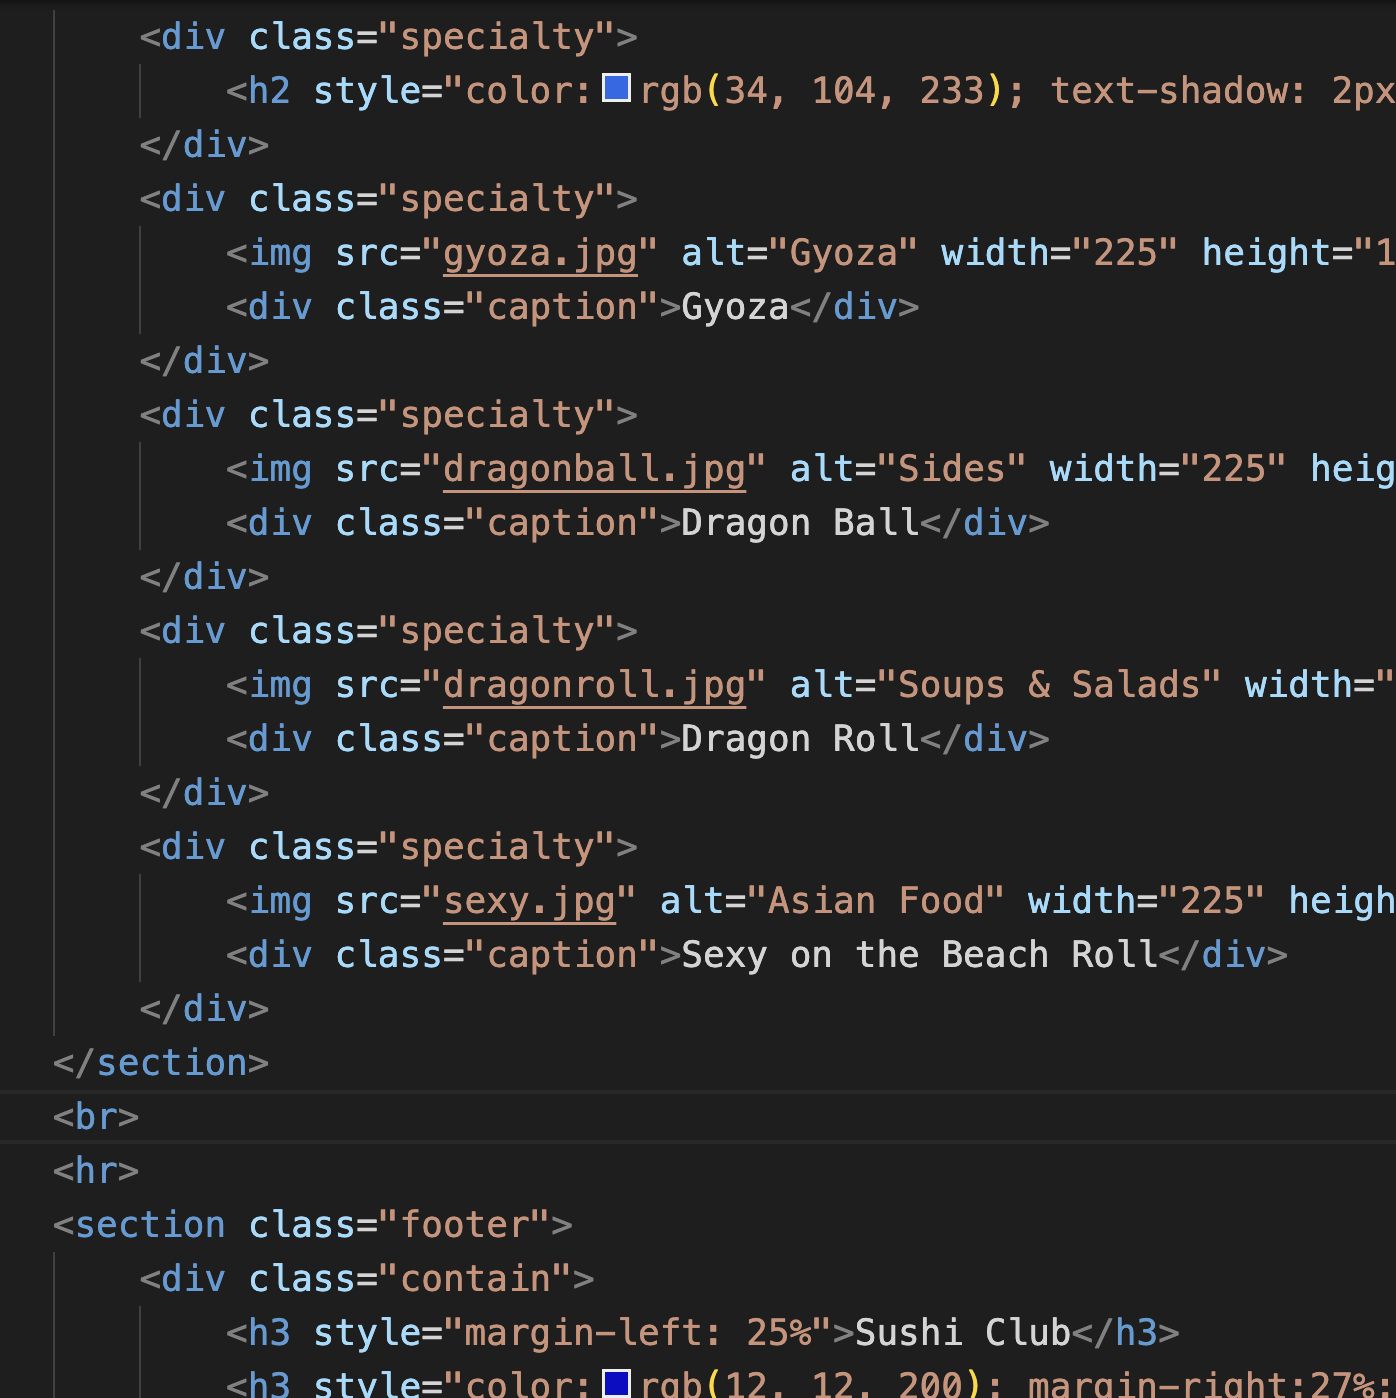 <div class="specialty">
<h2 style="color: rgb(34, 104, 233); text-shadow: 2px
</div>
<div class="specialty">
<img src="gyoza.jpg" alt="Gyoza" width="225" height="1
<div class="caption">Gyoza</div>
</div>
<div class="specialty">
<img src="dragonball.jpg" alt="Sides" width="225" heig
<div class="caption">Dragon Ball</div>
</div>
<div class="specialty">
<img src="dragonroll.jpg" alt="Soups & Salads" width="
<div class="caption">Dragon Roll</div>
</div>
<div class="specialty">
<img src="sexy.jpg" alt="Asian Food" width="225" heigh
<div class="caption">Sexy on the Beach Roll</div>
</div>
</section>
<br>
<hr>
<section class="footer">
<div class="contain">
<h3 style="margin-left: 25%">Sushi Club</h3>
<h3 style="color: rgb(12, 12, 200); margin-right:27%;